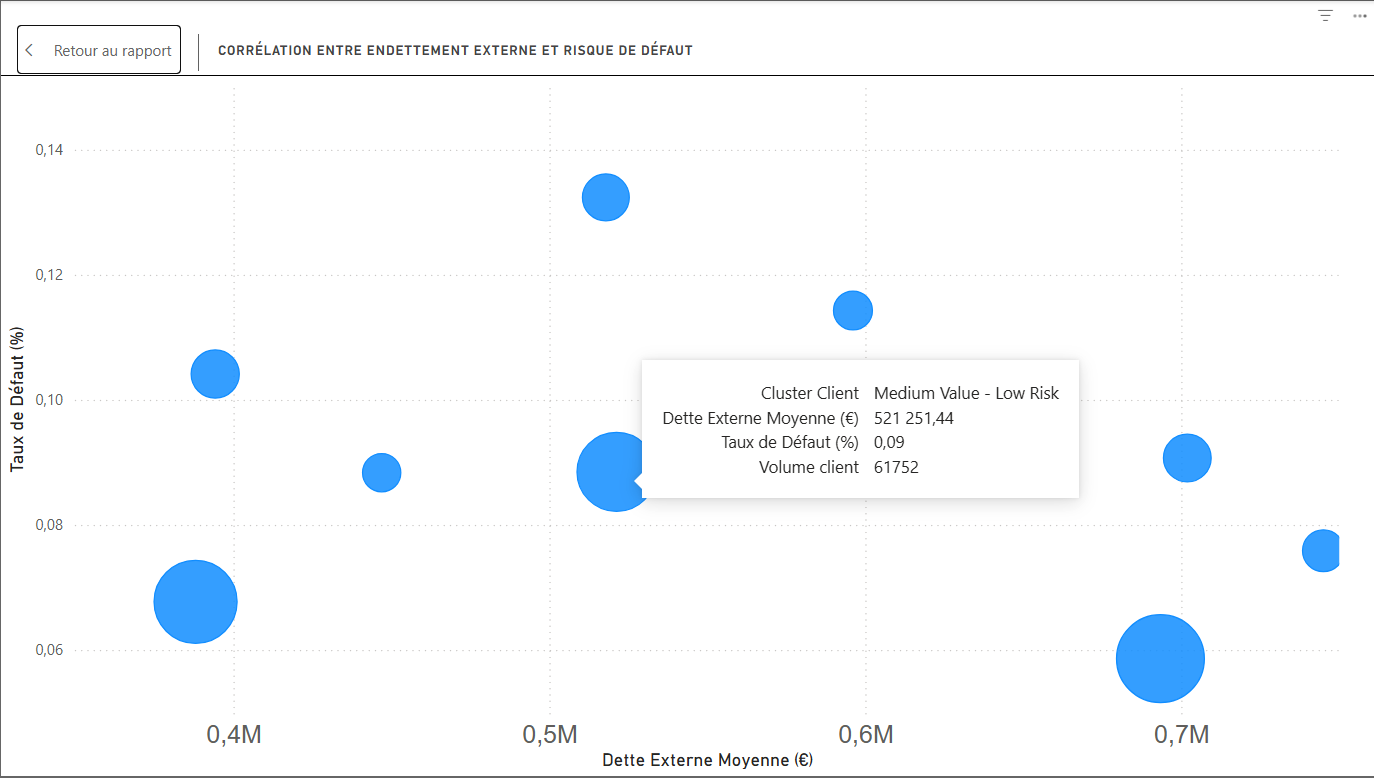 Retour au rapport
CORRÉLATION ENTRE ENDETTEMENT EXTERNE ET RISQUE DE DÉFAUT
0,14
0,12
0,10
0,08
0,06
Taux de Défaut (%)
Cluster Client Medium Value - Low Risk
Dette Externe Moyenne (€) 521 251,44
Taux de Défaut (%) 0,09
Volume client 61752
0,4M 0,5M 0,6M 0,7M
Dette Externe Moyenne (€)